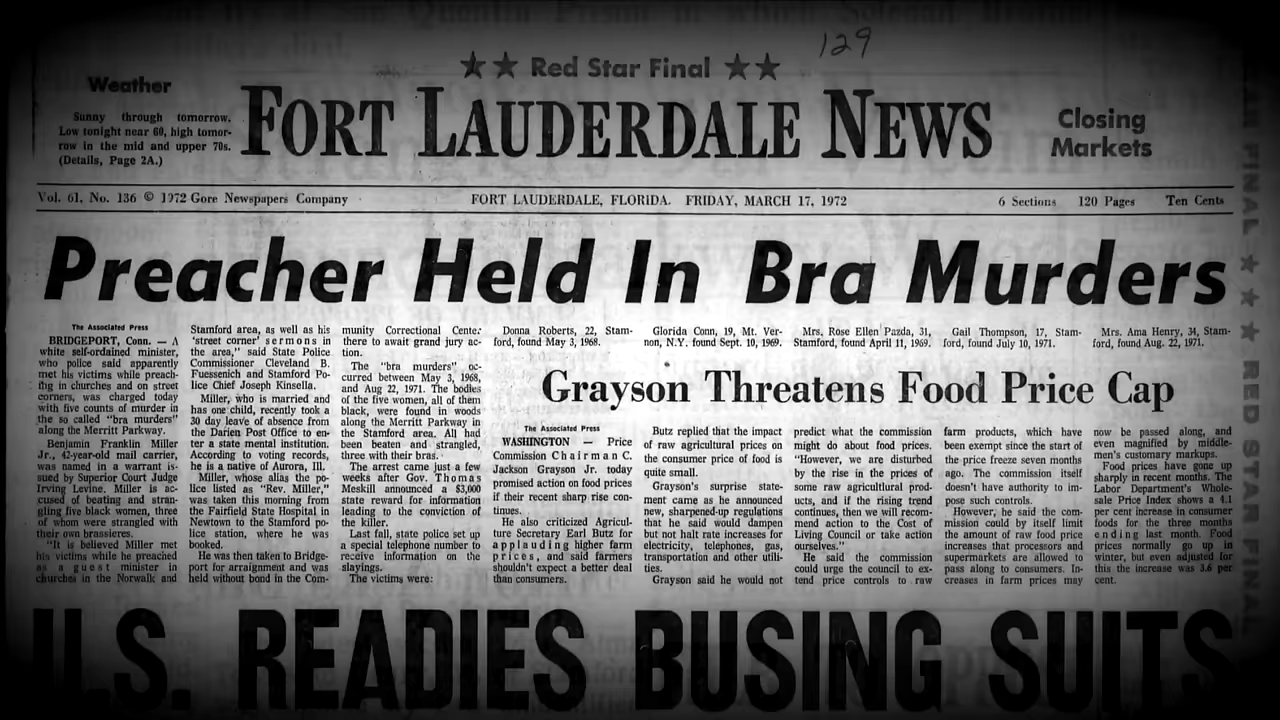 129
★★ Red Star Final ★★
Weather
Sunny through tomorrow.
Low tonight near 60, high tomor-
row in the mid and upper 70s.
(Details, Page 2A.)
FORT LAUDERDALE NEWS
Closing
Markets
Vol. 61, No. 136 © 1972 Gore Newspapers Company
FORT LAUDERDALE, FLORIDA. FRIDAY, MARCH 17, 1972
6 Sections 120 Pages Ten Cents
Preacher Held In Bra Murders
The Associated Press
BRIDGEPORT, Conn. — A
white self-ordained minister,
who police said apparently
met his victims while preach-
ing in churches and on street
corners, was charged today
with five counts of murder in
the so called "bra murders"
along the Merritt Parkway.
Benjamin Franklin Miller
Jr., 42-year-old mail carrier,
was named in a warrant is-
sued by Superior Court Judge
Irving Levine. Miller is ac-
cused of beating and stran-
gling five black women, three
of whom were strangled with
their own brassieres.
"It is believed Miller met
his victims while he preached
as a guest minister in
churches in the Norwalk and
Stamford area, as well as his
'street corner' sermons in
the area," said State Police
Commissioner Cleveland B.
Fuessenich and Stamford Po-
lice Chief Joseph Kinsella.
Miller, who is married and
has one child, recently took a
30 day leave of absence from
the Darien Post Office to en-
ter a state mental institution.
According to voting records,
he is a native of Aurora, Ill.
Miller, whose alias the po-
lice listed as "Rev. Miller,"
was taken this morning from
the Fairfield State Hospital in
Newtown to the Stamford po-
lice station, where he was
booked.
He was then taken to Bridge-
port for arraignment and was
held without bond in the Com-
munity Correctional Center
there to await grand jury ac-
tion.
The "bra murders" oc-
curred between May 3, 1968,
and Aug 22, 1971. The bodies
of the five women, all of them
black, were found in woods
along the Merritt Parkway in
the Stamford area. All had
been beaten and strangled,
three with their bras.
The arrest came just a few
weeks after Gov. Thomas
Meskill announced a $3,000
state reward for information
leading to the conviction of
the killer.
Last fall, state police set up
a special telephone number to
receive information on the
slayings.
The victims were:
Donna Roberts, 22, Stam-
ford, found May 3, 1968.
Glorida Conn, 19, Mt. Ver-
non, N.Y. found Sept. 10, 1969.
Mrs. Rose Ellen Pazda, 31,
Stamford, found April 11, 1969.
Gail Thompson, 17, Stam-
ford, found July 10, 1971.
Mrs. Ama Henry, 34, Stam-
ford, found Aug. 22, 1971.
Grayson Threatens Food Price Cap
The Associated Press
WASHINGTON — Price
Commission Chairman C.
Jackson Grayson Jr. today
promised action on food prices
if their recent sharp rise con-
tinues.
He also criticized Agricul-
ture Secretary Earl Butz for
applauding higher farm
prices, and said farmers
shouldn't expect a better deal
than consumers.
Butz replied that the impact
of raw agricultural prices on
the consumer price of food is
quite small.
Grayson's surprise state-
ment came as he announced
new, sharpened-up regulations
that he said would dampen
but not halt rate increases for
electricity, telephones, gas,
transportation and other utili-
ties.
Grayson said he would not
predict what the commission
might do about food prices.
"However, we are disturbed
by the rise in the prices of
some raw agricultural prod-
ucts, and if the rising trend
continues, then we will recom-
mend action to the Cost of
Living Council or take action
ourselves."
He said the commission
could urge the council to ex-
tend price controls to raw
farm products, which have
been exempt since the start of
the price freeze seven months
ago. The commission itself
doesn't have authority to im-
pose such controls.
However, he said the com-
mission could by itself limit
the amount of raw food price
increases that processors and
supermarkets are allowed to
pass along to consumers. In-
creases in farm prices may
now be passed along, and
even magnified by middle-
men's customary markups.
Food prices have gone up
sharply in recent months. The
Labor Department's Whole-
sale Price Index shows a 4.1
per cent increase in consumer
foods for the three months
ending last month. Food
prices normally go up in
winter, but even adjusted for
this the increase was 3.6 per
cent.
U.S. READIES BUSING SUITS
FINAL ★ ★ RED STAR FINAL